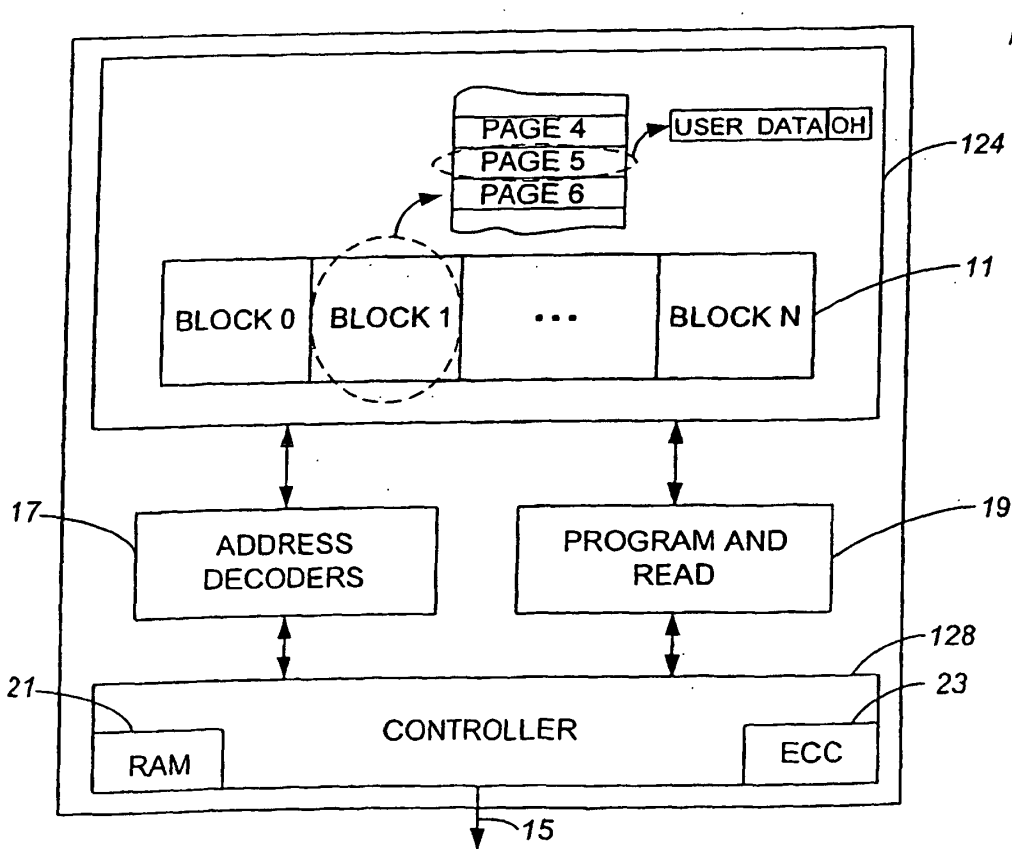 PAGE 4
USER DATA OH
124
PAGE 5
PAGE 6
11
BLOCK 0
BLOCK 1
...
BLOCK N
17
ADDRESS
DECODERS
PROGRAM AND
READ
19
128
21
23
CONTROLLER
RAM
ECC
15